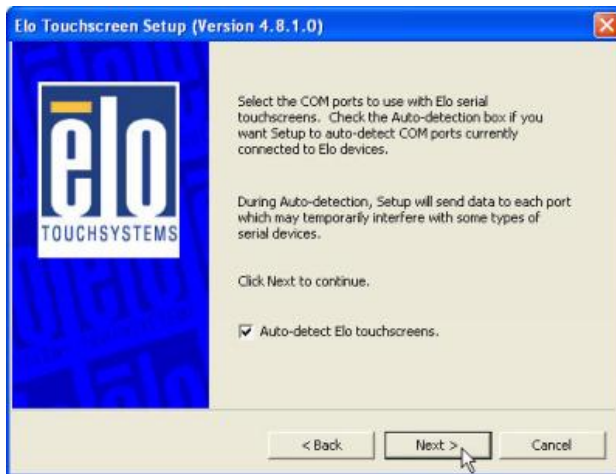 Elo Touchscreen Setup (Version 4.8.1.0)
elo
TOUCHSYSTEMS
Select the COM ports to use with Elo serial
touchscreens. Check the Auto-detection box if you
want Setup to auto-detect COM ports currently
connected to Elo devices.
During Auto-detection, Setup will send data to each port
which may temporarily interfere with some types of
serial devices.
Click Next to continue.
Auto-detect Elo touchscreens.
< Back
Next >
Cancel